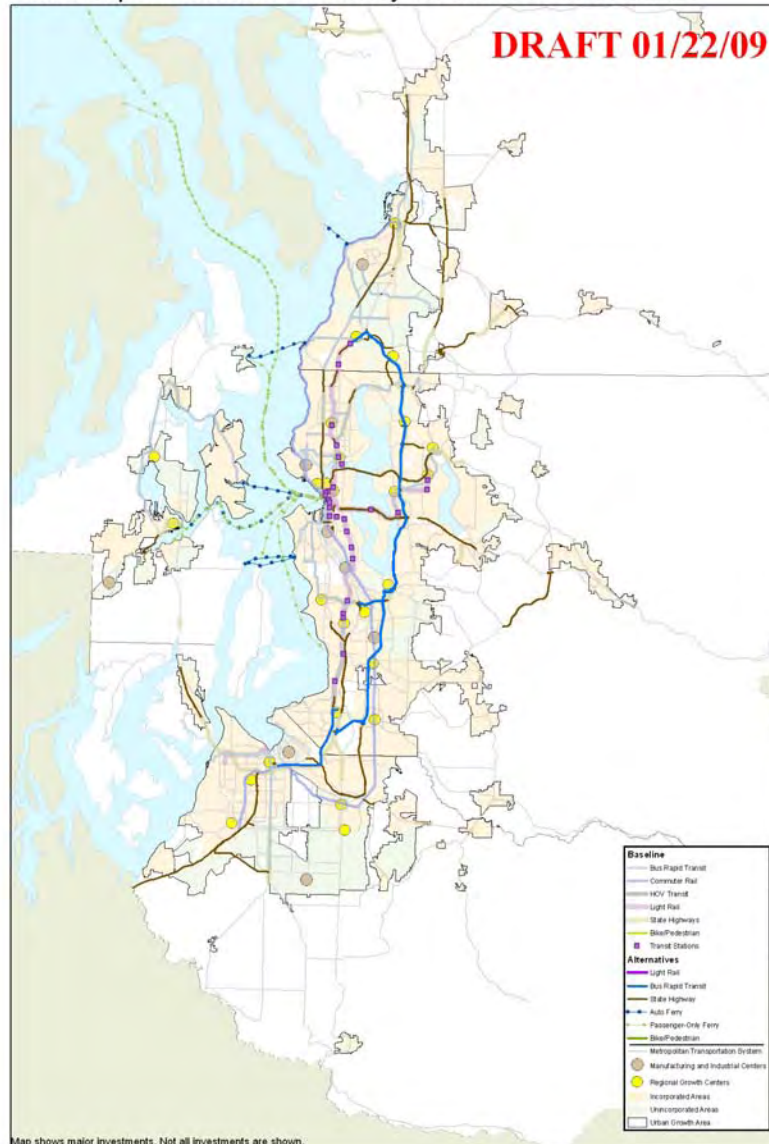 DRAFT 01/22/09
Baseline
Bus Rapid Transit
Commuter Rail
HOV Transit
Light Rail
State Highways
Bike/Pedestrian
Transit Stations
Alternatives
Light Rail
Bus Rapid Transit
State Highway
Auto Ferry
Passenger-Only Ferry
Bike/Pedestrian
Metropolitan Transportation System
Manufacturing and Industrial Centers
Regional Growth Centers
Incorporated Areas
Unincorporated Areas
Urban Growth Area
Map shows major investments. Not all investments are shown.